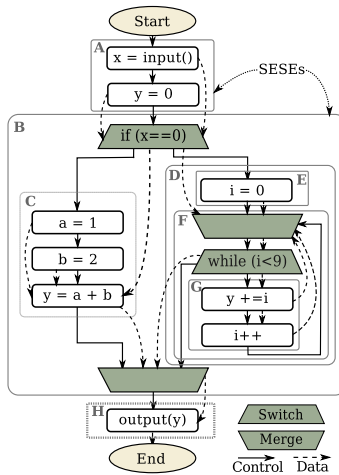 Start
A
x = input()
y = 0
SESEs
B
if (x==0)
D
E
i = 0
C
a = 1
b = 2
y = a + b
F
while (i<9)
G
y +=i
i++
H
output(y)
End
Switch
Merge
Control
Data